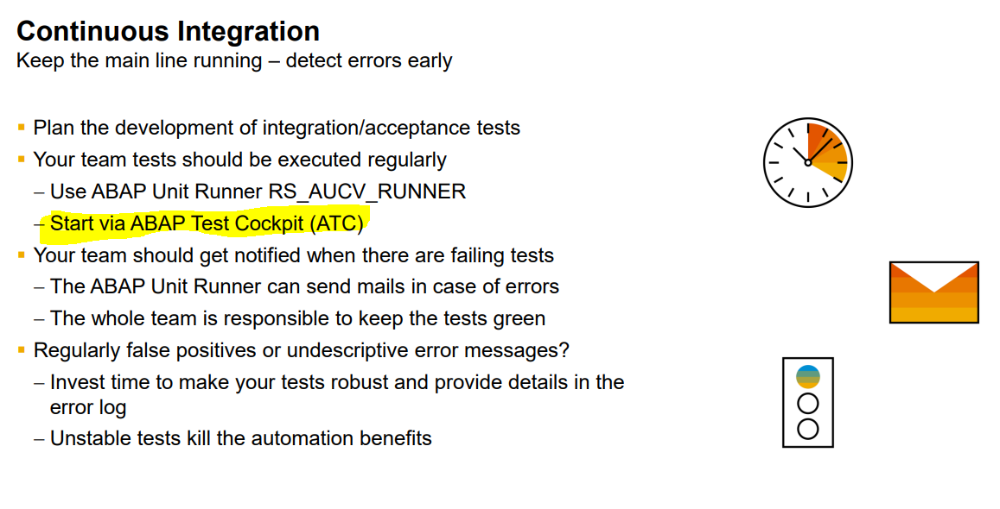 Continuous Integration
Keep the main line running – detect errors early
▪ Plan the development of integration/acceptance tests
▪ Your team tests should be executed regularly
– Use ABAP Unit Runner RS_AUCV_RUNNER
– Start via ABAP Test Cockpit (ATC)
▪ Your team should get notified when there are failing tests
– The ABAP Unit Runner can send mails in case of errors
– The whole team is responsible to keep the tests green
▪ Regularly false positives or undescriptive error messages?
– Invest time to make your tests robust and provide details in the
error log
– Unstable tests kill the automation benefits